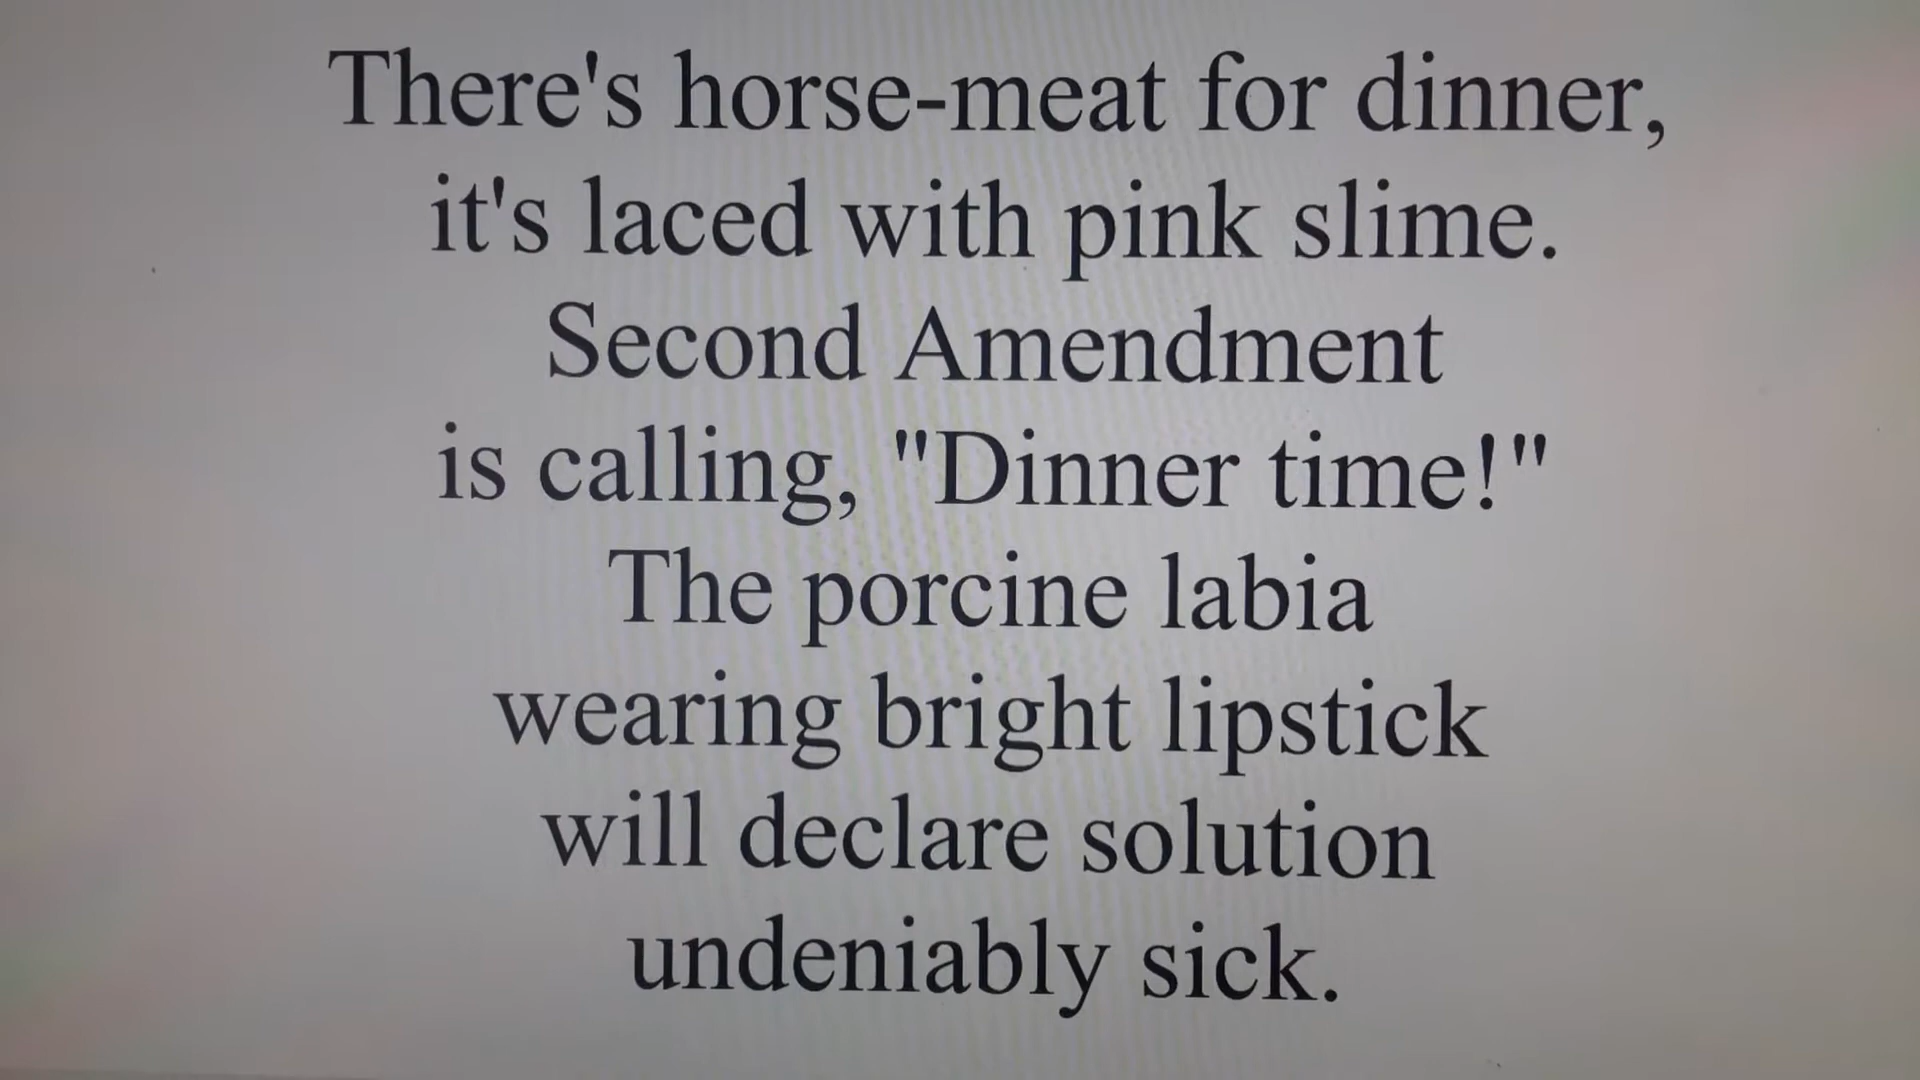 There's horse-meat for dinner,
it's laced with pink slime.
Second Amendment
is calling, "Dinner time!"
The porcine labia
wearing bright lipstick
will declare solution
undeniably sick.